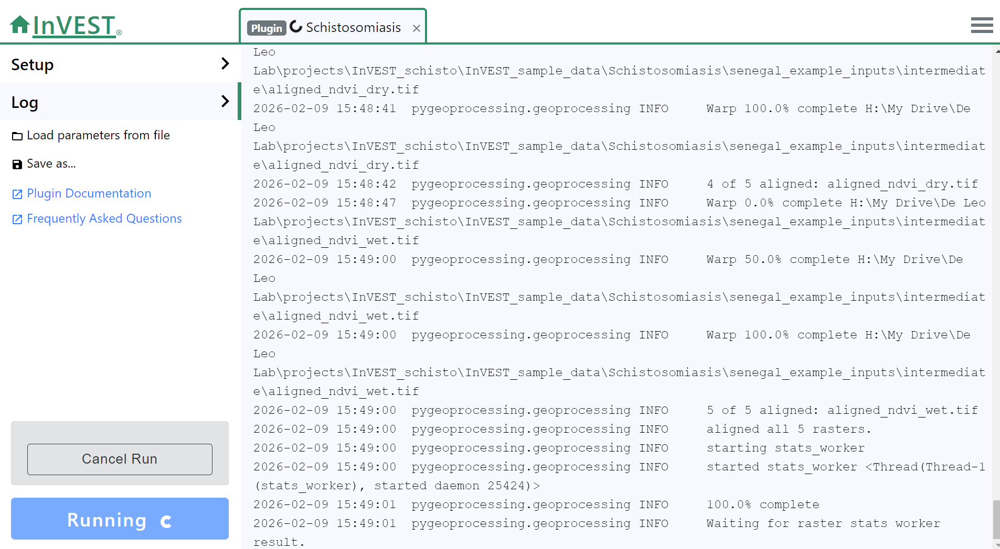 InVEST®
Plugin Schistosomiasis ×
Setup
Log
Load parameters from file
Save as...
Plugin Documentation
Frequently Asked Questions
Cancel Run
Running
Leo
Lab\projects\InVEST_schisto\InVEST_sample_data\Schistosomiasis\senegal_example_inputs\intermediat
e\aligned_ndvi_dry.tif
2026-02-09 15:48:41  pygeoprocessing.geoprocessing INFO     Warp 100.0% complete H:\My Drive\De
Leo
Lab\projects\InVEST_schisto\InVEST_sample_data\Schistosomiasis\senegal_example_inputs\intermediat
e\aligned_ndvi_dry.tif
2026-02-09 15:48:42  pygeoprocessing.geoprocessing INFO     4 of 5 aligned: aligned_ndvi_dry.tif
2026-02-09 15:48:47  pygeoprocessing.geoprocessing INFO     Warp 0.0% complete H:\My Drive\De Leo
Lab\projects\InVEST_schisto\InVEST_sample_data\Schistosomiasis\senegal_example_inputs\intermediat
e\aligned_ndvi_wet.tif
2026-02-09 15:49:00  pygeoprocessing.geoprocessing INFO     Warp 50.0% complete H:\My Drive\De
Leo
Lab\projects\InVEST_schisto\InVEST_sample_data\Schistosomiasis\senegal_example_inputs\intermediat
e\aligned_ndvi_wet.tif
2026-02-09 15:49:00  pygeoprocessing.geoprocessing INFO     Warp 100.0% complete H:\My Drive\De
Leo
Lab\projects\InVEST_schisto\InVEST_sample_data\Schistosomiasis\senegal_example_inputs\intermediat
e\aligned_ndvi_wet.tif
2026-02-09 15:49:00  pygeoprocessing.geoprocessing INFO     5 of 5 aligned: aligned_ndvi_wet.tif
2026-02-09 15:49:00  pygeoprocessing.geoprocessing INFO     aligned all 5 rasters.
2026-02-09 15:49:00  pygeoprocessing.geoprocessing INFO     starting stats_worker
2026-02-09 15:49:00  pygeoprocessing.geoprocessing INFO     started stats_worker <Thread(Thread-1
(stats_worker), started daemon 25424)>
2026-02-09 15:49:01  pygeoprocessing.geoprocessing INFO     100.0% complete
2026-02-09 15:49:01  pygeoprocessing.geoprocessing INFO     Waiting for raster stats worker
result.